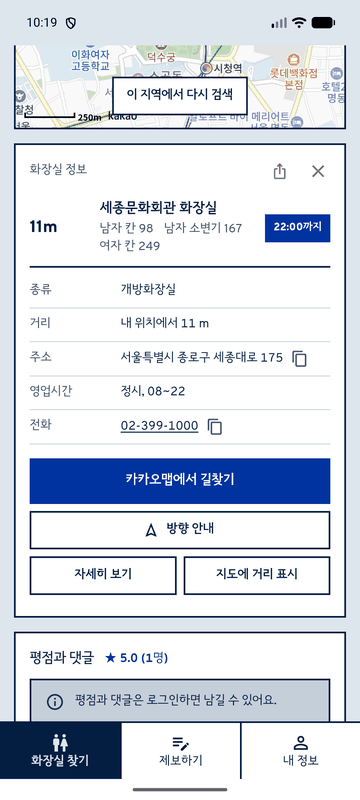 10:19
이화여자
고등학교
덕수궁
시청역
롯데백화점
본점
이 지역에서 다시 검색
호텔
명동
250m
kakao
메리어트
화장실 정보
11m
세종문화회관 화장실
남자 칸 98 남자 소변기 167
여자 칸 249
22:00까지
종류 개방화장실
거리 내 위치에서 11 m
주소 서울특별시 종로구 세종대로 175
영업시간 정시, 08~22
전화 02-399-1000
카카오맵에서 길찾기
방향 안내
자세히 보기 지도에 거리 표시
평점과 댓글 ★ 5.0 (1명)
평점과 댓글은 로그인하면 남길 수 있어요.
화장실 찾기 제보하기 내 정보